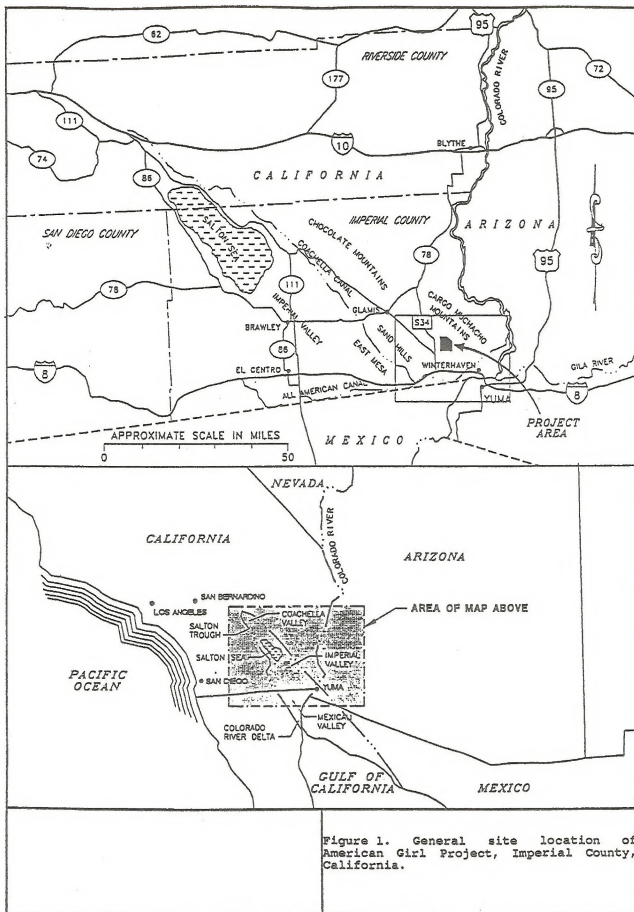 95
62
RIVERSIDE COUNTY
177
COLORADO RIVER
72
95
111
10
BLYTHE
74
86
CALIFORNIA
SAN DIEGO COUNTY
SALTON SEA
IMPERIAL COUNTY
ARIZONA
CHOCOLATE MOUNTAINS
COACHELLA CANAL
78
95
111
78
GLAMIS
CARGO MUCHACHO MOUNTAINS
S34
IMPERIAL VALLEY
BRAWLEY
SAND HILLS
86
EAST MESA
GILA RIVER
8
EL CENTRO
WINTERHAVEN
ALL AMERICAN CANAL
8
YUMA
APPROXIMATE SCALE IN MILES
MEXICO
PROJECT
AREA
0
50
NEVADA
CALIFORNIA
COLORADO RIVER
ARIZONA
SAN BERNARDINO
LOS ANGELES
COACHELLA
VALLEY
AREA OF MAP ABOVE
SALTON
TROUGH
SALTON SEA
IMPERIAL
VALLEY
PACIFIC
OCEAN
SAN DIEGO
YUMA
MEXICALI
VALLEY
COLORADO
RIVER DELTA
GULF OF
CALIFORNIA
MEXICO
Figure 1. General site location of
American Girl Project, Imperial County,
California.